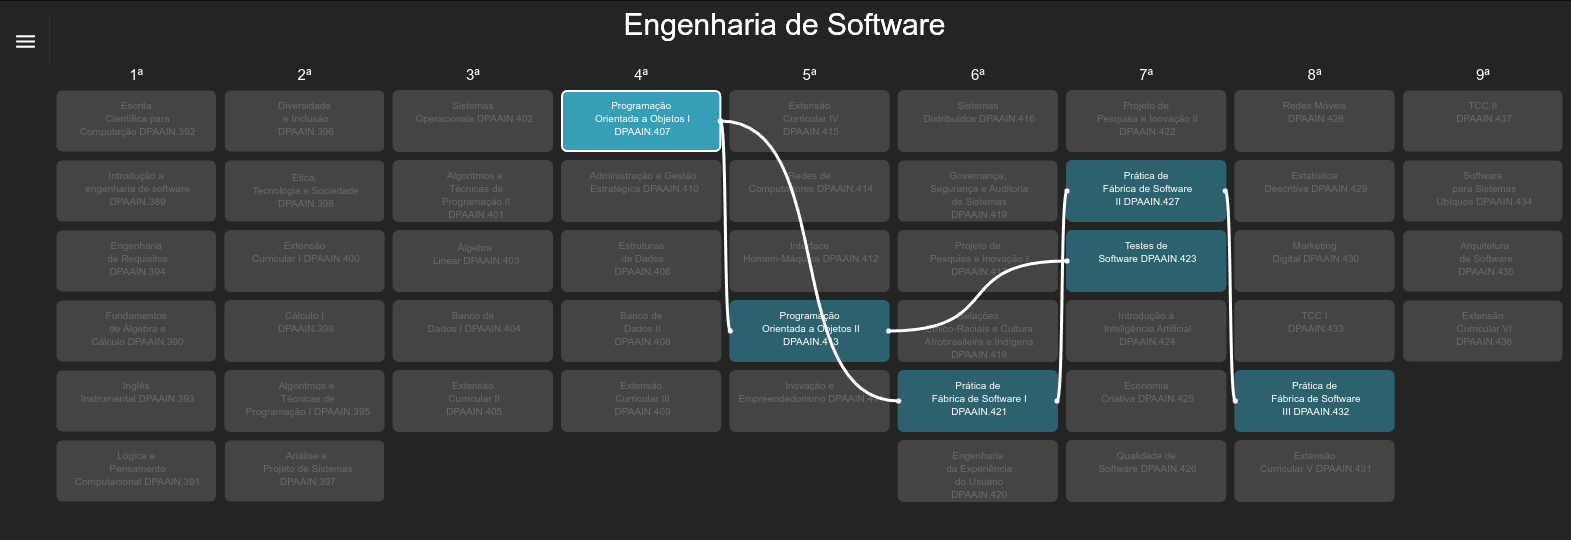 Engenharia de Software
1ª
2ª
3ª
4ª
5ª
6ª
7ª
8ª
9ª
Escrita
Científica para
Computação DPAAIN.392
Introdução a
engenharia de software
DPAAIN.389
Engenharia
de Requisitos
DPAAIN.394
Fundamentos
de Álgebra e
Cálculo DPAAIN.390
Inglês
Instrumental DPAAIN.393
Lógica e
Pensamento
Computacional DPAAIN.391
Diversidade
e Inclusão
DPAAIN.396
Ética,
Tecnologia e Sociedade
DPAAIN.398
Extensão
Curricular I DPAAIN.400
Cálculo I
DPAAIN.399
Algoritmos e
Técnicas de
Programação I DPAAIN.395
Análise e
Projeto de Sistemas
DPAAIN.397
Sistemas
Operacionais DPAAIN.402
Algoritmos e
Técnicas de
Programação II
DPAAIN.401
Álgebra
Linear DPAAIN.403
Banco de
Dados I DPAAIN.404
Extensão
Curricular II
DPAAIN.405
Programação
Orientada a Objetos I
DPAAIN.407
Administração e Gestão
Estratégica DPAAIN.410
Estruturas
de Dados
DPAAIN.406
Banco de
Dados II
DPAAIN.408
Extensão
Curricular III
DPAAIN.409
Extensão
Curricular IV
DPAAIN.415
Redes de
Computadores DPAAIN.414
Interface
Homem-Máquina DPAAIN.412
Programação
Orientada a Objetos II
DPAAIN.413
Inovação e
Empreendedorismo
Sistemas
Distribuídos DPAAIN.416
Governança,
Segurança e Auditoria
de Sistemas
DPAAIN.419
Projeto de
Pesquisa e Inovação I
Relações
Étnico-Raciais e Cultura
Afrobrasileira e Indígena
DPAAIN.418
Prática de
Fábrica de Software I
DPAAIN.421
Engenharia
da Experiência
do Usuário
DPAAIN.420
Projeto de
Pesquisa e Inovação II
DPAAIN.422
Prática de
Fábrica de Software
II DPAAIN.427
Testes de
Software DPAAIN.423
Introdução à
Inteligência Artificial
DPAAIN.424
Economia
Criativa DPAAIN.425
Qualidade de
Software DPAAIN.426
Redes Móveis
DPAAIN.428
Estatística
Descritiva DPAAIN.429
Marketing
Digital DPAAIN.430
TCC I
DPAAIN.433
Prática de
Fábrica de Software
III DPAAIN.432
Extensão
Curricular V DPAAIN.431
TCC II
DPAAIN.437
Software
para Sistemas
Ubíquos DPAAIN.434
Arquitetura
de Software
DPAAIN.435
Extensão
Curricular VI
DPAAIN.436